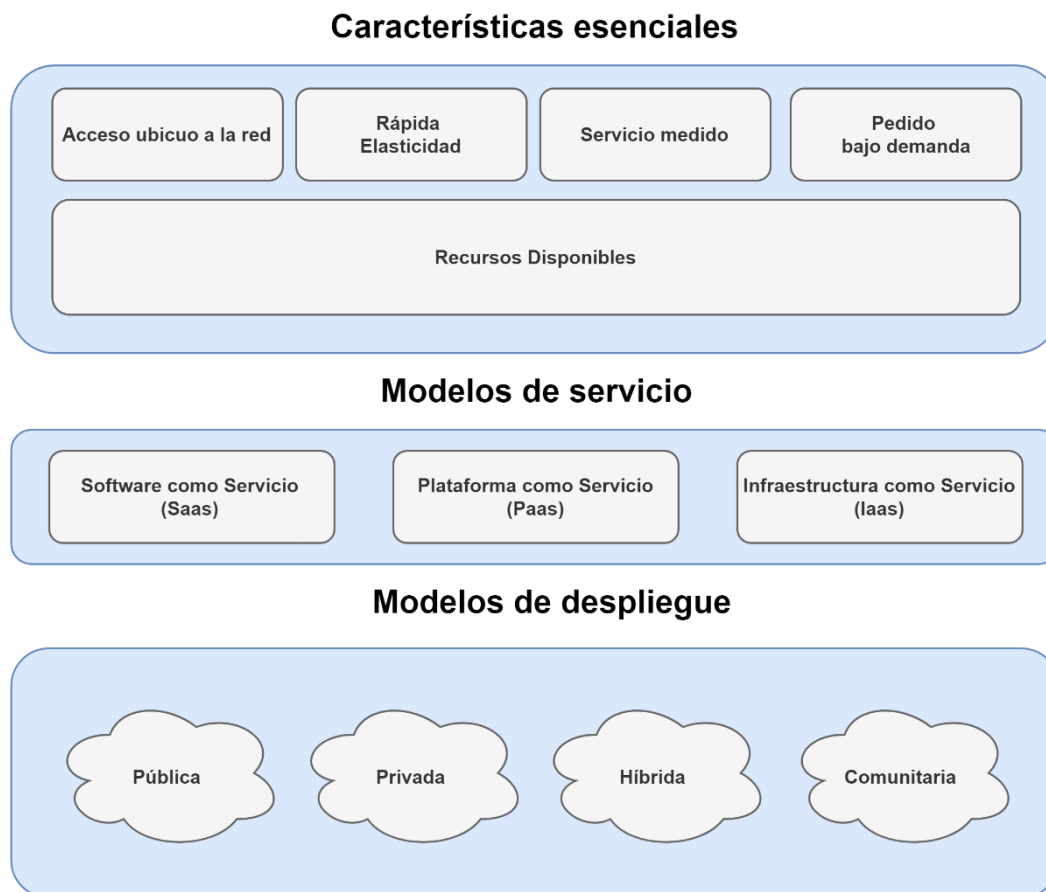 Características esenciales
Acceso ubicuo a la red
Rápida
Elasticidad
Servicio medido
Pedido
bajo demanda
Recursos Disponibles
Modelos de servicio
Software como Servicio
(Saas)
Plataforma como Servicio
(Paas)
Infraestructura como Servicio
(Iaas)
Modelos de despliegue
Pública
Privada
Híbrida
Comunitaria